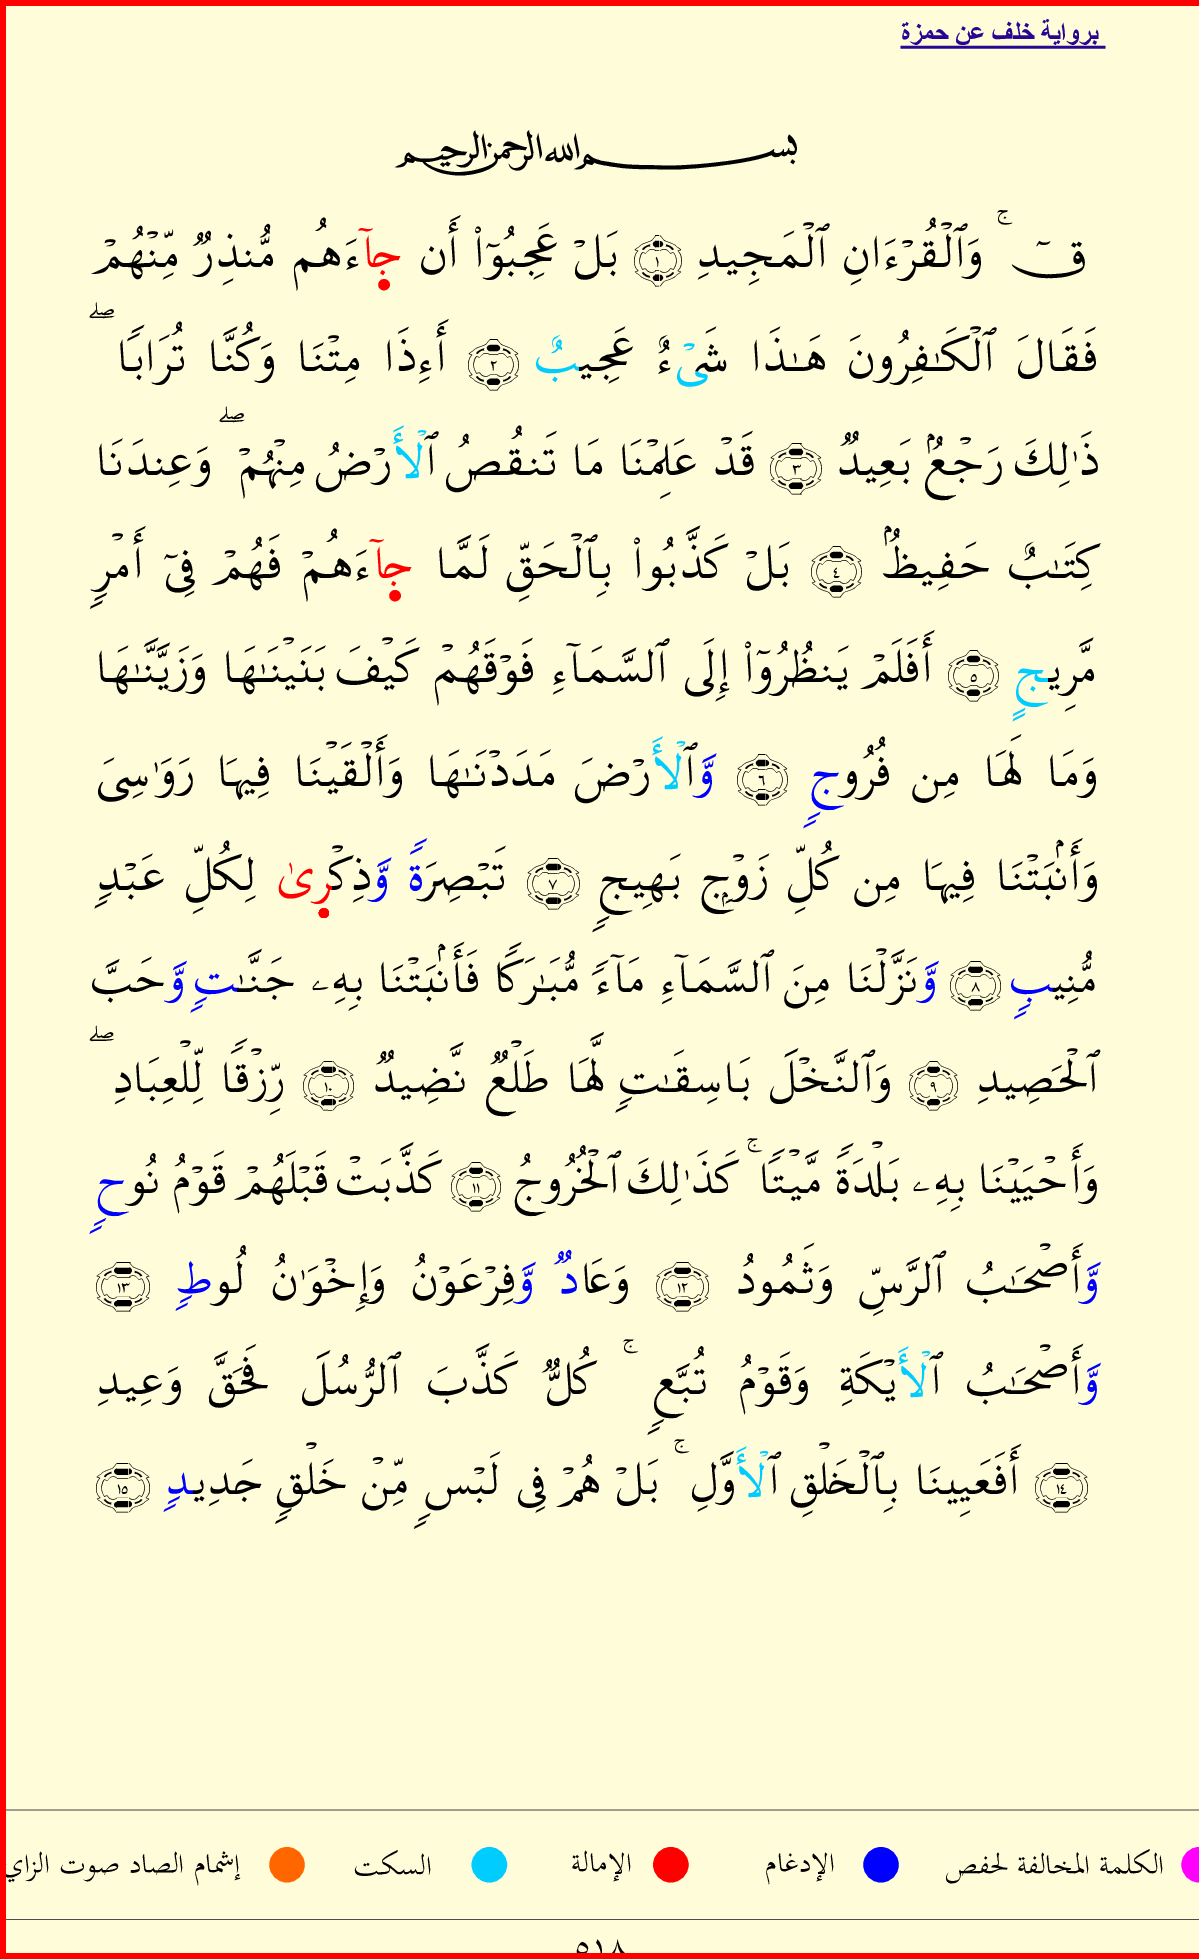 برواية خلف عن حمزة
بسم الله الرحمن الرحيم
قٓۚ وَٱلْقُرْءَانِ ٱلْمَجِيدِ ١ بَلْ عَجِبُوٓا۟ أَن جَآءَهُم مُّنذِرٌ مِّنْهُمْ
فَقَالَ ٱلْكَـٰفِرُونَ هَـٰذَا شَىْءٌ عَجِيبٌ ٢ أَءِذَا مِتْنَا وَكُنَّا تُرَابًاۖ
ذَٰلِكَ رَجْعٌۢ بَعِيدٌ ٣ قَدْ عَلِمْنَا مَا تَنقُصُ ٱلْأَرْضُ مِنْهُمْۖ وَعِندَنَا
كِتَـٰبٌ حَفِيظٌۢ ٤ بَلْ كَذَّبُوا۟ بِٱلْحَقِّ لَمَّا جَآءَهُمْ فَهُمْ فِىٓ أَمْرٍ
مَّرِيجٍ ٥ أَفَلَمْ يَنظُرُوٓا۟ إِلَى ٱلسَّمَآءِ فَوْقَهُمْ كَيْفَ بَنَيْنَـٰهَا وَزَيَّنَّـٰهَا
وَمَا لَهَا مِن فُرُوجٍ ٦ وَّٱلْأَرْضَ مَدَدْنَـٰهَا وَأَلْقَيْنَا فِيهَا رَوَٰسِىَ
وَأَنۢبَتْنَا فِيهَا مِن كُلِّ زَوْجٍۭ بَهِيجٍ ٧ تَبْصِرَةً وَّذِكْرِىٰ لِكُلِّ عَبْدٍ
مُّنِيبٍ ٨ وَّنَزَّلْنَا مِنَ ٱلسَّمَآءِ مَآءً مُّبَـٰرَكًا فَأَنۢبَتْنَا بِهِۦ جَنَّـٰتٍ وَّحَبَّ
ٱلْحَصِيدِ ٩ وَٱلنَّخْلَ بَاسِقَـٰتٍ لَّهَا طَلْعٌ نَّضِيدٌ ١٠ رِّزْقًا لِّلْعِبَادِۖ
وَأَحْيَيْنَا بِهِۦ بَلْدَةً مَّيْتًاۚ كَذَٰلِكَ ٱلْخُرُوجُ ١١ كَذَّبَتْ قَبْلَهُمْ قَوْمُ نُوحٍ
وَّأَصْحَـٰبُ ٱلرَّسِّ وَثَمُودُ ١٢ وَعَادٌ وَّفِرْعَوْنُ وَإِخْوَٰنُ لُوطٍ ١٣
وَّأَصْحَـٰبُ ٱلْأَيْكَةِ وَقَوْمُ تُبَّعٍۚ كُلٌّ كَذَّبَ ٱلرُّسُلَ فَحَقَّ وَعِيدِ
١٤ أَفَعَيِينَا بِٱلْخَلْقِ ٱلْأَوَّلِۚ بَلْ هُمْ فِى لَبْسٍ مِّنْ خَلْقٍ جَدِيدٍ ١٥
الكلمة المخالفة لحفص الإدغام الإمالة السكت إشمام الصاد صوت الزاي
٥١٨